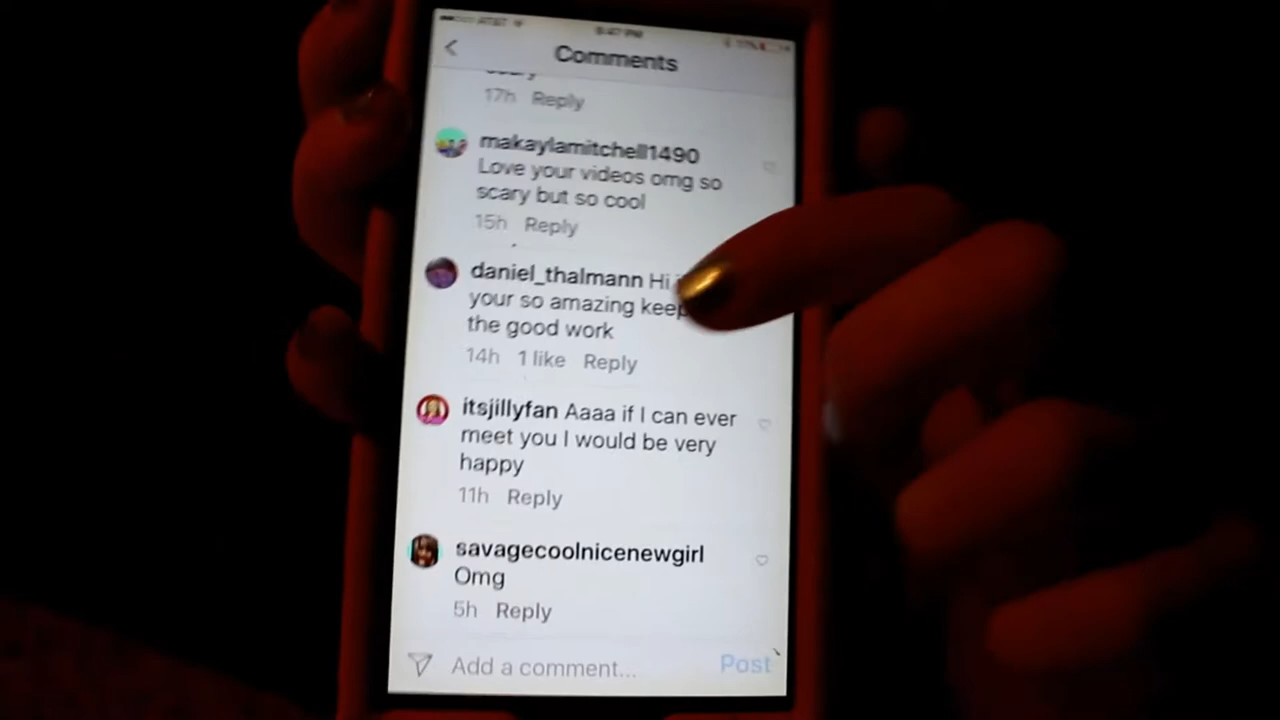 AT&T
Comments
17h Reply
makaylamitchell1490
Love your videos omg so
scary but so cool
15h Reply
daniel_thalmann Hi
your so amazing keep
the good work
14h 1 like Reply
itsjillyfan Aaaa if I can ever
meet you I would be very
happy
11h Reply
savagecoolnicenewgirl
Omg
5h Reply
Add a comment... Post